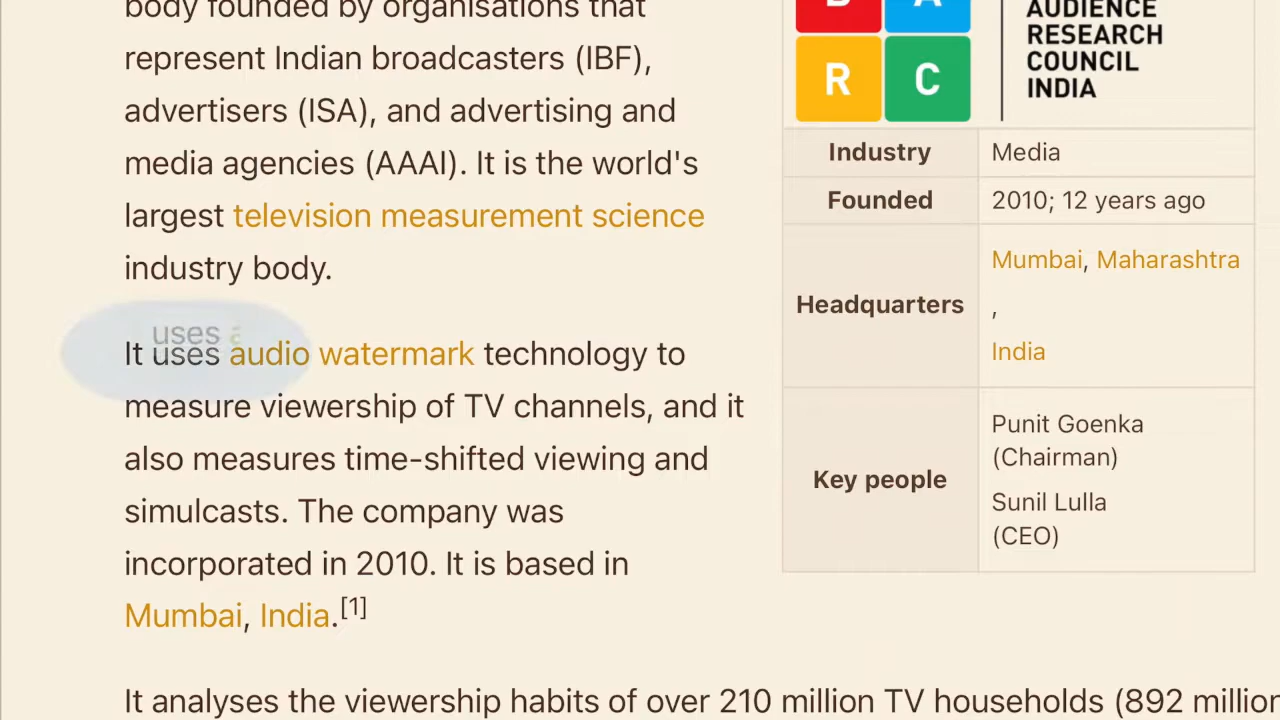 body founded by organisations that
represent Indian broadcasters (IBF),
advertisers (ISA), and advertising and
media agencies (AAAI). It is the world's
largest television measurement science
industry body.
It uses audio watermark technology to
measure viewership of TV channels, and it
also measures time-shifted viewing and
simulcasts. The company was
incorporated in 2010. It is based in
Mumbai, India.[1]
It analyses the viewership habits of over 210 million TV households (892 million
B A
R C
AUDIENCE
RESEARCH
COUNCIL
INDIA
Industry Media
Founded 2010; 12 years ago
Headquarters Mumbai, Maharashtra
,
India
Key people Punit Goenka
(Chairman)
Sunil Lulla
(CEO)
uses